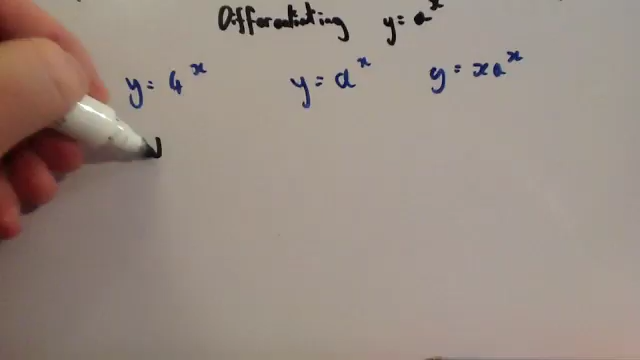 Differentiating y = a^x
y = 4^x y = a^x y = xa^x